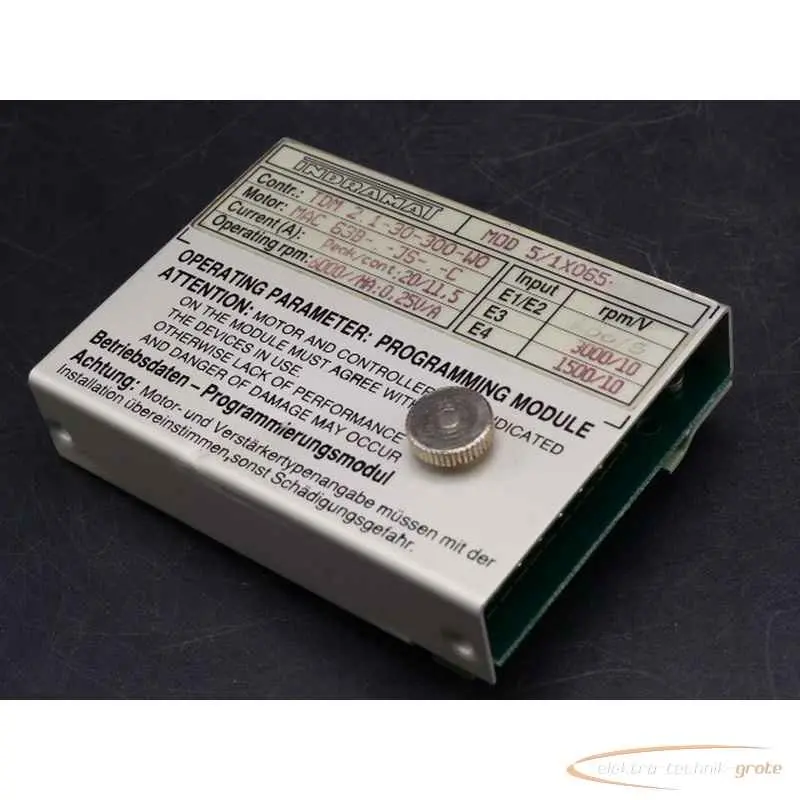 INDRAMAT
MOD 5/1X065-
Contr.: TDM 2.1-30-300-W0
Motor: MAC 63B-.-JS-.-C
Current(A): Peak/cont.20/11,5
Operating rpm: 6000/MA:0.25V/A
Input rpm/V
E1/E2
E3 3000/10
E4 1500/10
OPERATING PARAMETER: PROGRAMMING MODULE
ATTENTION: MOTOR AND CONTROLLER INDICATED
ON THE MODULE MUST AGREE WITH
THE DEVICES IN USE
OTHERWISE LACK OF PERFORMANCE
AND DANGER OF DAMAGE MAY OCCUR
Betriebsdaten – Programmierungsmodul
Achtung: Motor- und Verstärkertypenangabe müssen mit der
Installation übereinstimmen, sonst Schädigungsgefahr.
elektro-technik-grote